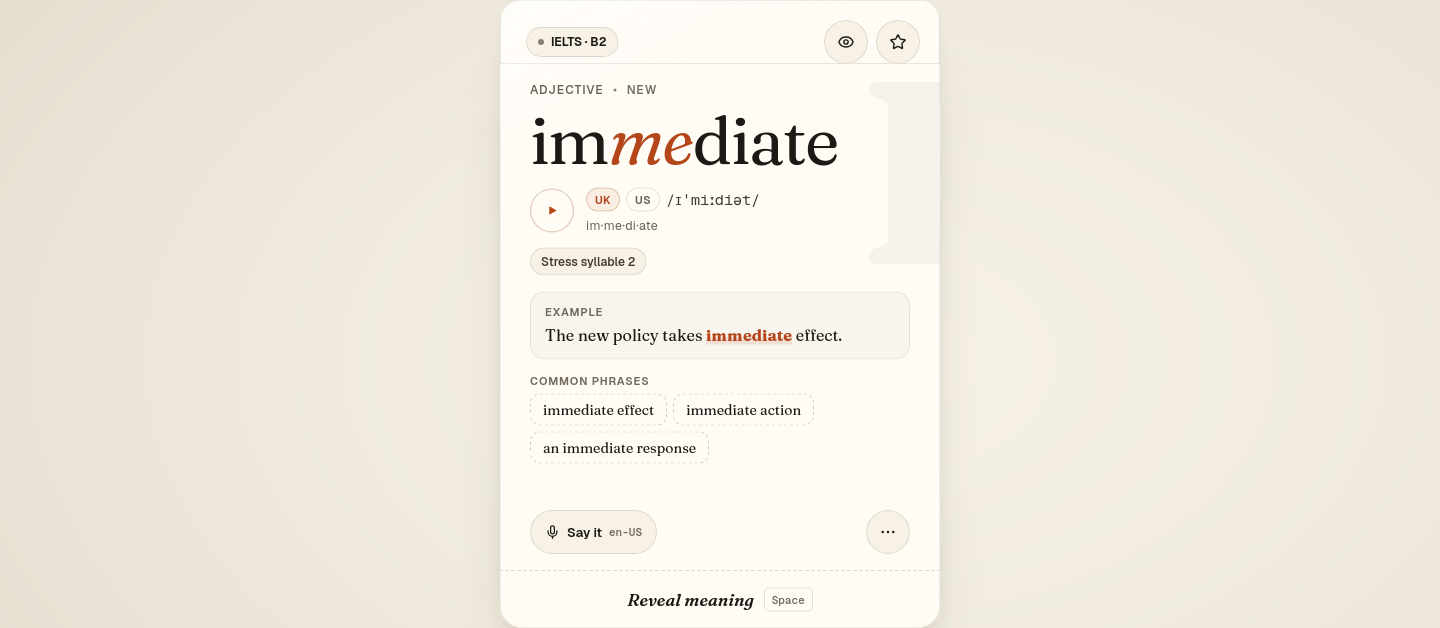 IELTS · B2
ADJECTIVE • NEW
immediate
UK US /ɪˈmiːdiət/
im·me·di·ate
Stress syllable 2
EXAMPLE
The new policy takes immediate effect.
COMMON PHRASES
immediate effect immediate action
an immediate response
Say it en-US
Reveal meaning Space